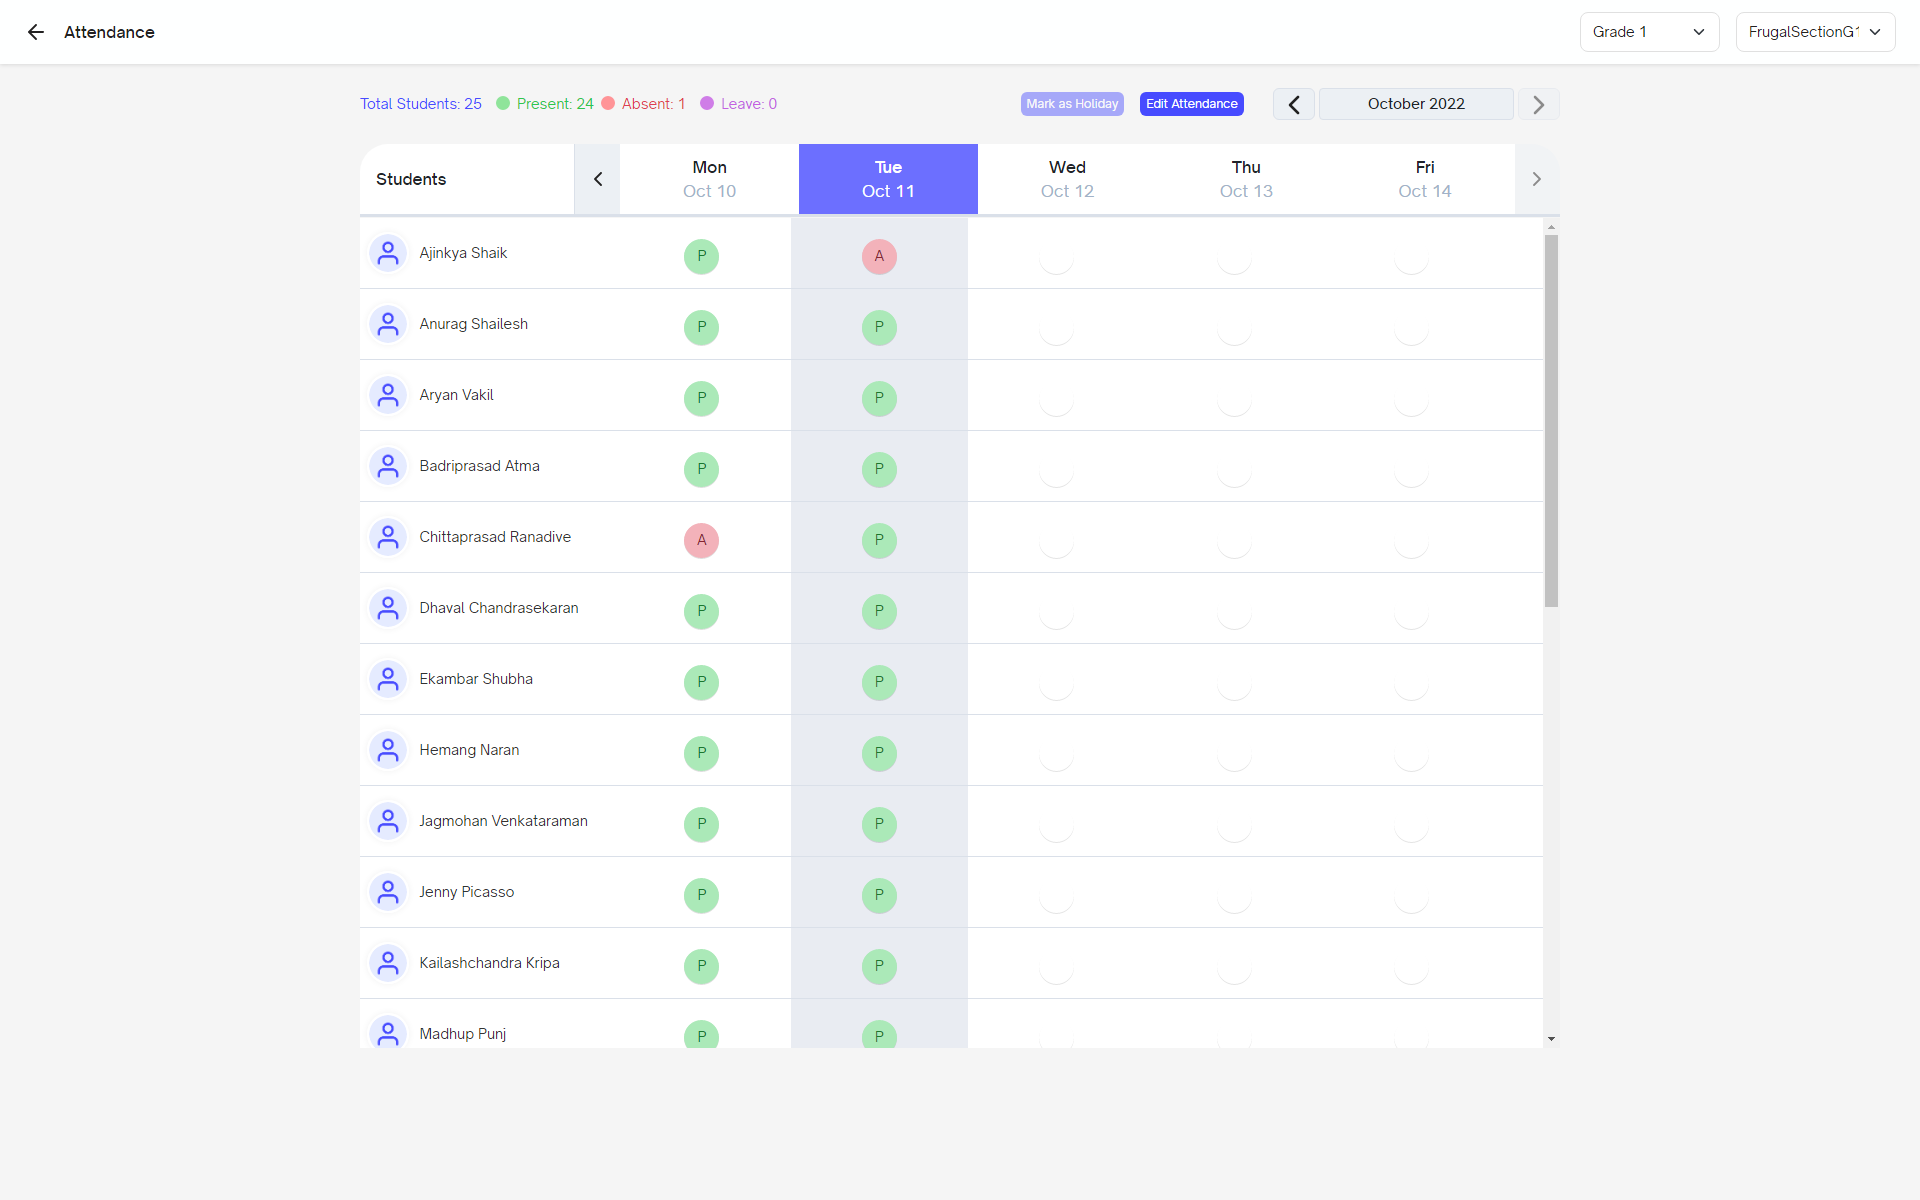 Attendance
Grade 1
FrugalSectionG1
Total Students: 25 Present: 24 Absent: 1 Leave: 0
Mark as Holiday
Edit Attendance
October 2022
Students
Mon
Oct 10
Tue
Oct 11
Wed
Oct 12
Thu
Oct 13
Fri
Oct 14
Ajinkya Shaik P A
Anurag Shailesh P P
Aryan Vakil P P
Badriprasad Atma P P
Chittaprasad Ranadive A P
Dhaval Chandrasekaran P P
Ekambar Shubha P P
Hemang Naran P P
Jagmohan Venkataraman P P
Jenny Picasso P P
Kailashchandra Kripa P P
Madhup Punj P P